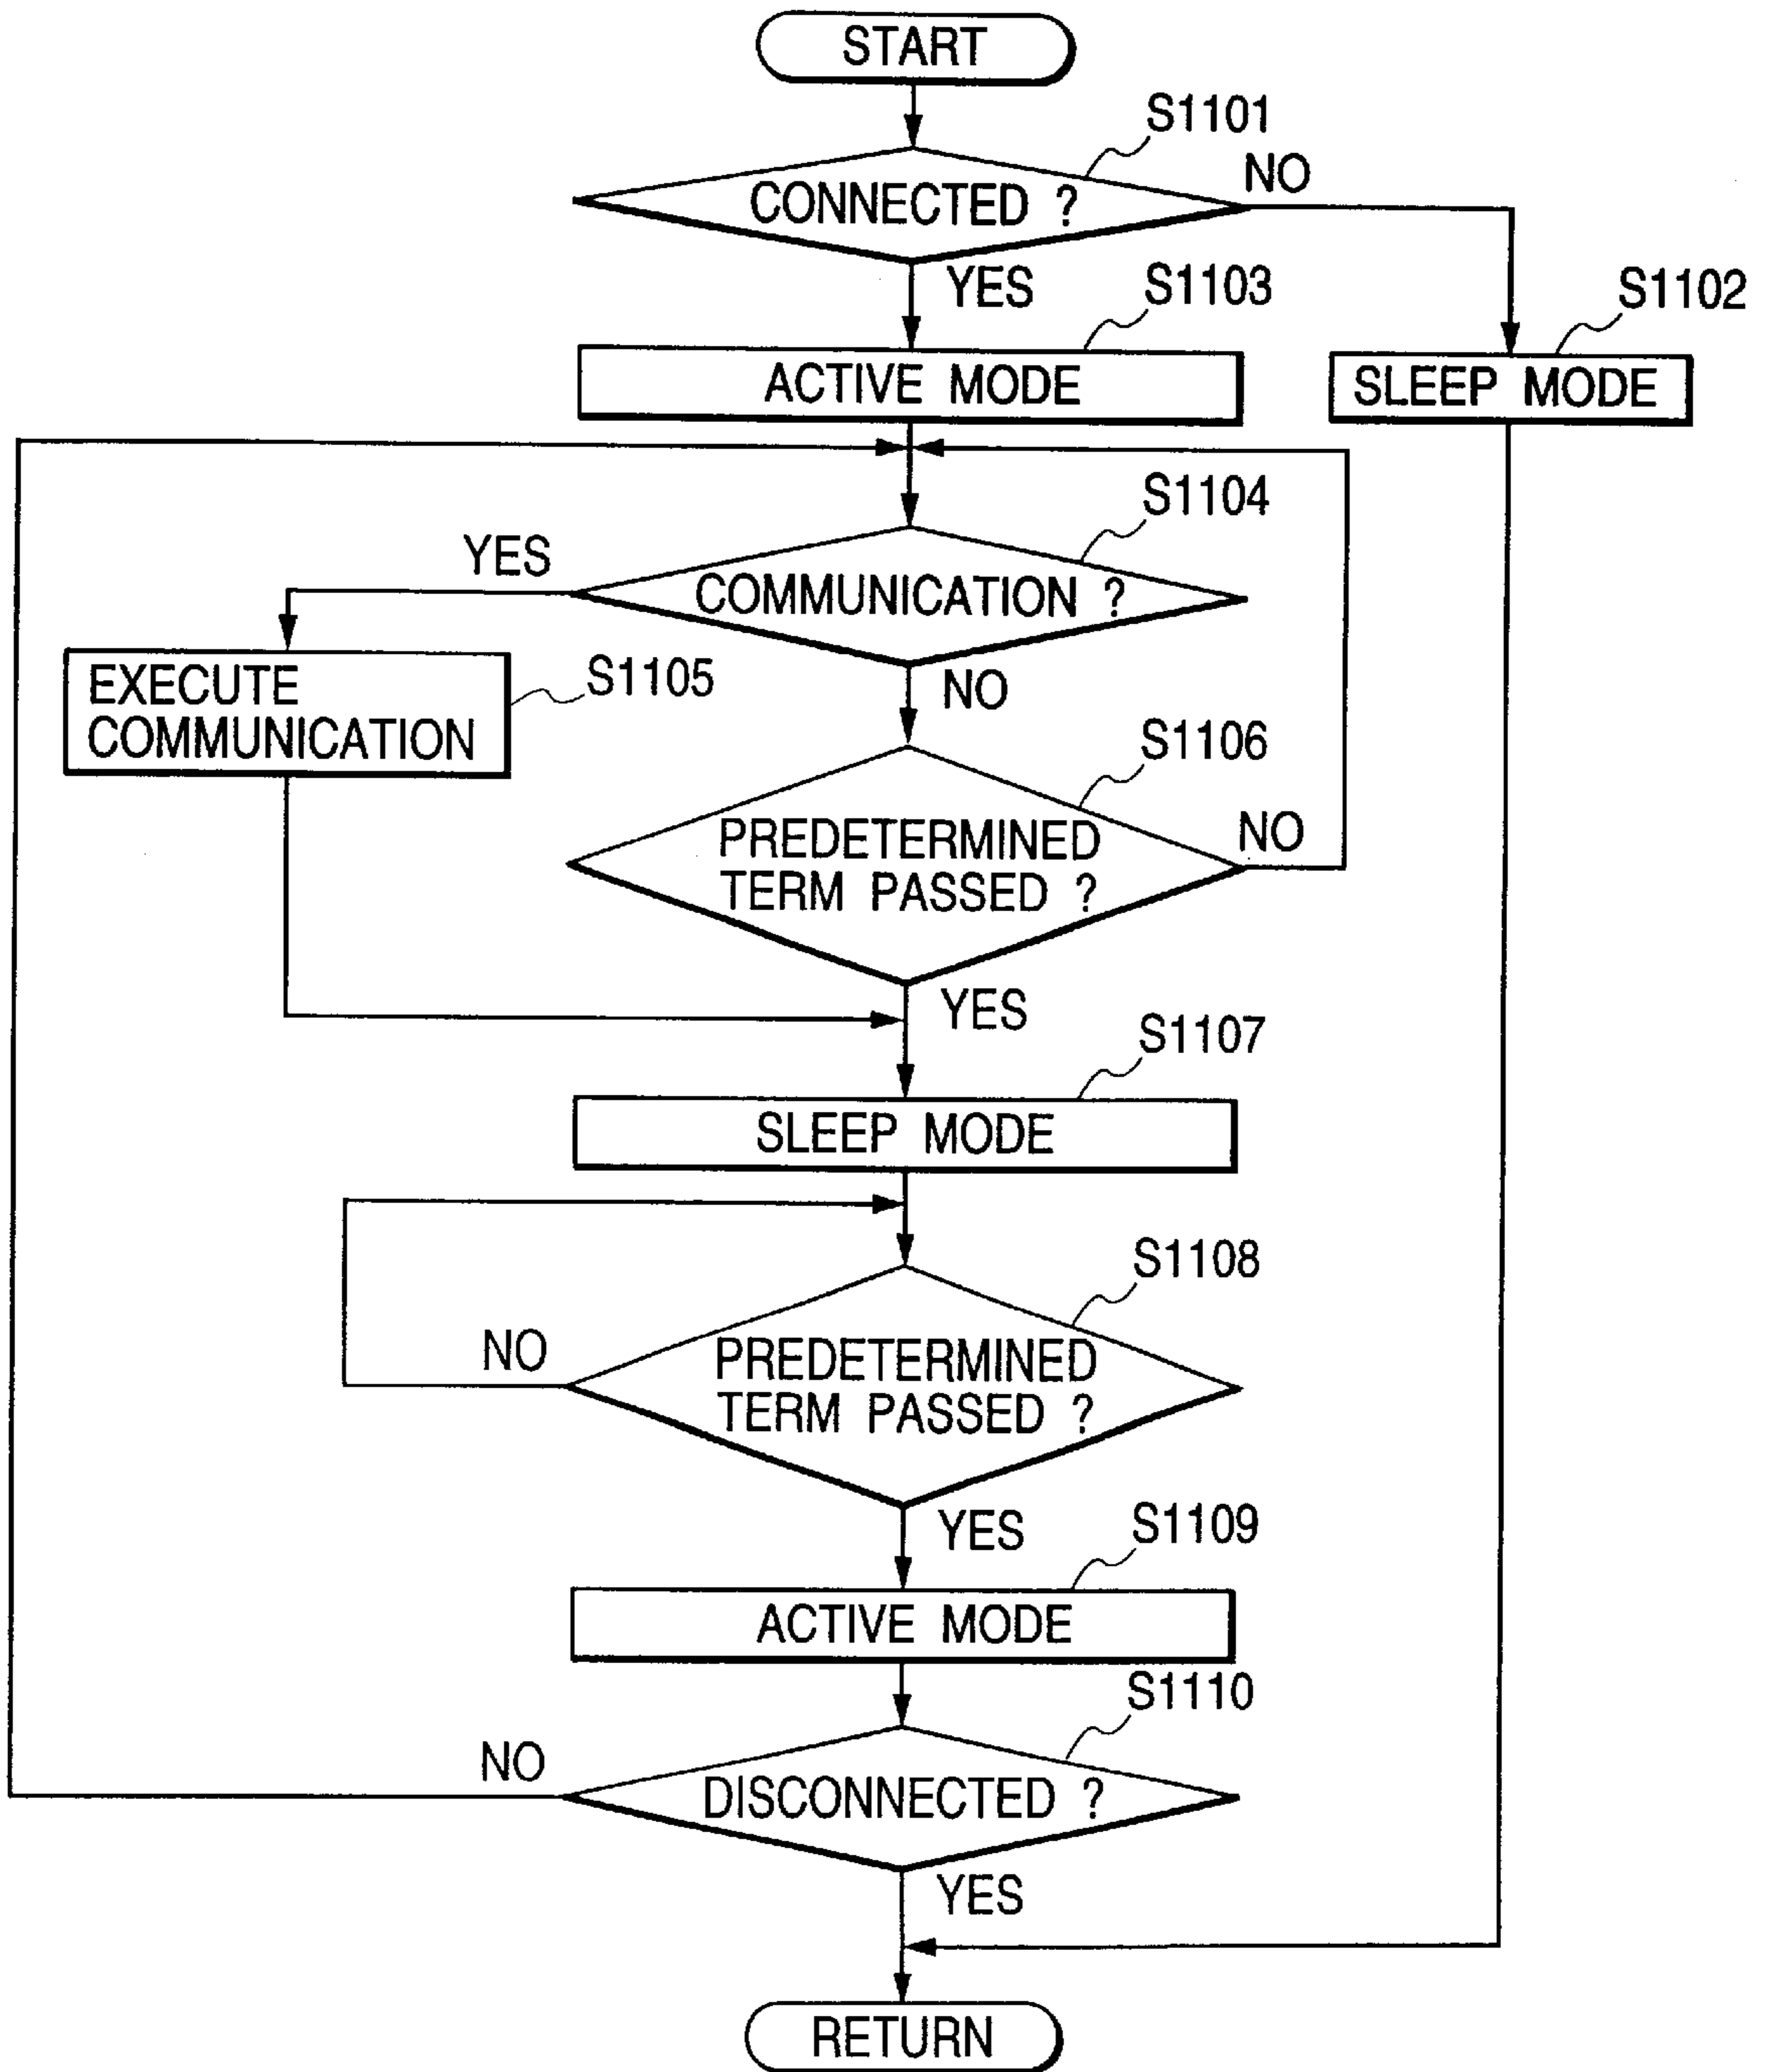 START
S1101
CONNECTED ?
NO
YES
S1103
S1102
ACTIVE MODE
SLEEP MODE
S1104
YES
COMMUNICATION ?
EXECUTE
COMMUNICATION
S1105
NO
S1106
PREDETERMINED
TERM PASSED ?
NO
YES
S1107
SLEEP MODE
S1108
NO
PREDETERMINED
TERM PASSED ?
YES
S1109
ACTIVE MODE
S1110
NO
DISCONNECTED ?
YES
RETURN